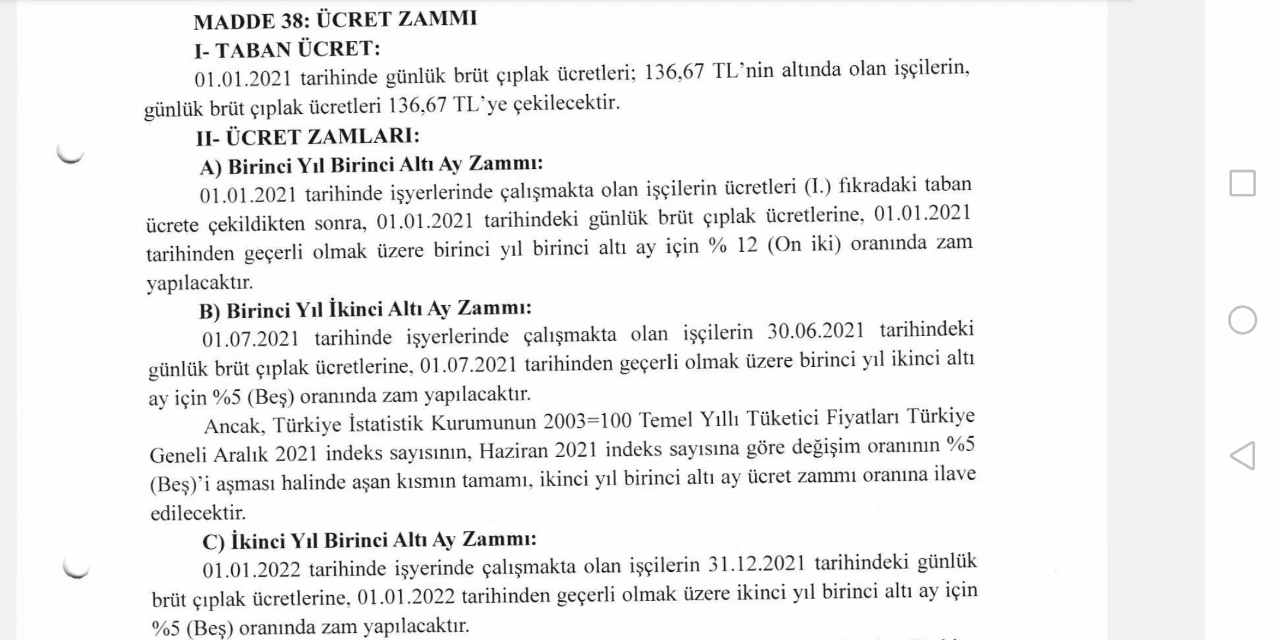 MADDE 38: ÜCRET ZAMMI
I- TABAN ÜCRET:
01.01.2021 tarihinde günlük brüt çıplak ücretleri; 136,67 TL’nin altında olan işçilerin,
günlük brüt çıplak ücretleri 136,67 TL’ye çekilecektir.
II- ÜCRET ZAMLARI:
A) Birinci Yıl Birinci Altı Ay Zammı:
01.01.2021 tarihinde işyerlerinde çalışmakta olan işçilerin ücretleri (I.) fıkradaki taban
ücrete çekildikten sonra, 01.01.2021 tarihindeki günlük brüt çıplak ücretlerine, 01.01.2021
tarihinden geçerli olmak üzere birinci yıl birinci altı ay için % 12 (On iki) oranında zam
yapılacaktır.
B) Birinci Yıl İkinci Altı Ay Zammı:
01.07.2021 tarihinde işyerlerinde çalışmakta olan işçilerin 30.06.2021 tarihindeki
günlük brüt çıplak ücretlerine, 01.07.2021 tarihinden geçerli olmak üzere birinci yıl ikinci altı
ay için %5 (Beş) oranında zam yapılacaktır.
Ancak, Türkiye İstatistik Kurumunun 2003=100 Temel Yıllı Tüketici Fiyatları Türkiye
Geneli Aralık 2021 indeks sayısının, Haziran 2021 indeks sayısına göre değişim oranının %5
(Beş)’i aşması halinde aşan kısmın tamamı, ikinci yıl birinci altı ay ücret zammı oranına ilave
edilecektir.
C) İkinci Yıl Birinci Altı Ay Zammı:
01.01.2022 tarihinde işyerinde çalışmakta olan işçilerin 31.12.2021 tarihindeki günlük
brüt çıplak ücretlerine, 01.01.2022 tarihinden geçerli olmak üzere ikinci yıl birinci altı ay için
%5 (Beş) oranında zam yapılacaktır.